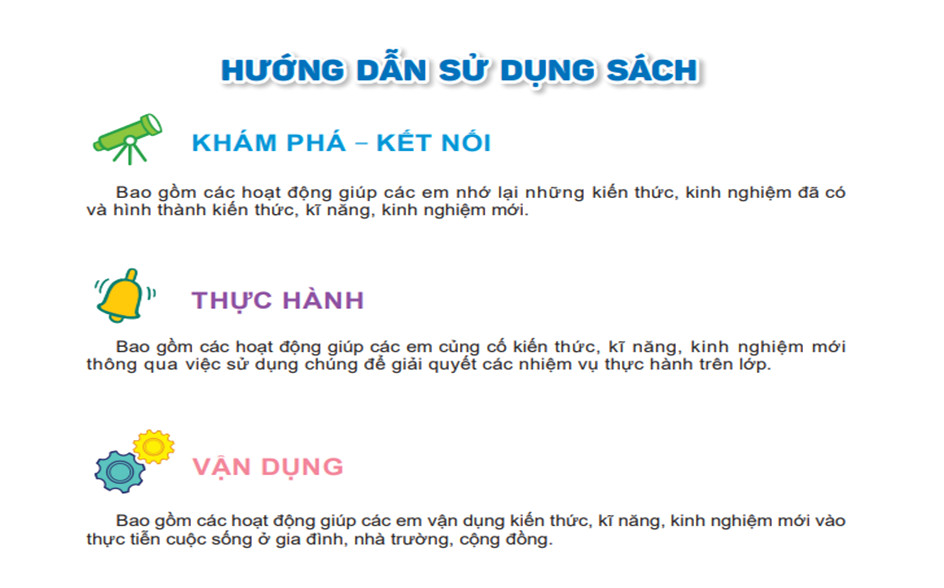 HƯỚNG DẪN SỬ DỤNG SÁCH
KHÁM PHÁ – KẾT NỐI
Bao gồm các hoạt động giúp các em nhớ lại những kiến thức, kinh nghiệm đã có
và hình thành kiến thức, kĩ năng, kinh nghiệm mới.
THỰC HÀNH
Bao gồm các hoạt động giúp các em củng cố kiến thức, kĩ năng, kinh nghiệm mới
thông qua việc sử dụng chúng để giải quyết các nhiệm vụ thực hành trên lớp.
VẬN DỤNG
Bao gồm các hoạt động giúp các em vận dụng kiến thức, kĩ năng, kinh nghiệm mới vào
thực tiễn cuộc sống ở gia đình, nhà trường, cộng đồng.